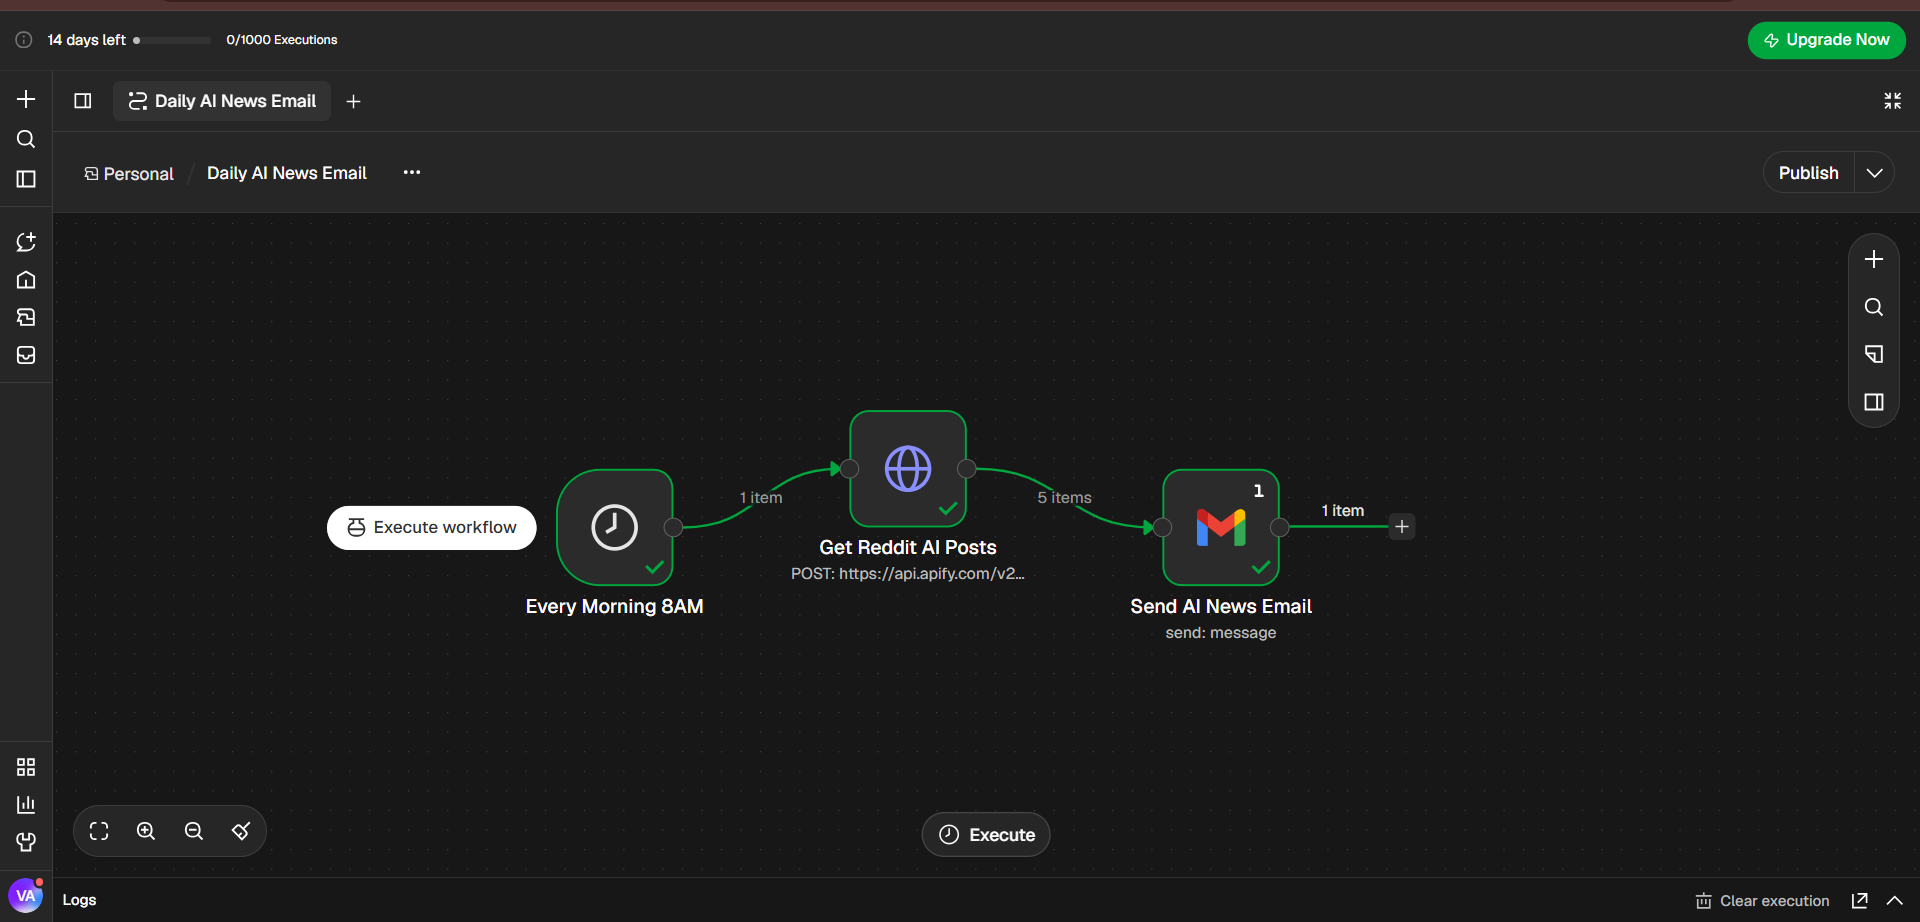 14 days left
0/1000 Executions
Upgrade Now
Daily AI News Email
Personal / Daily AI News Email
Publish
1 item
5 items
1
1 item
Execute workflow
Get Reddit AI Posts
POST: https://api.apify.com/v2...
Every Morning 8AM
Send AI News Email
send: message
Execute
VA
Logs
Clear execution